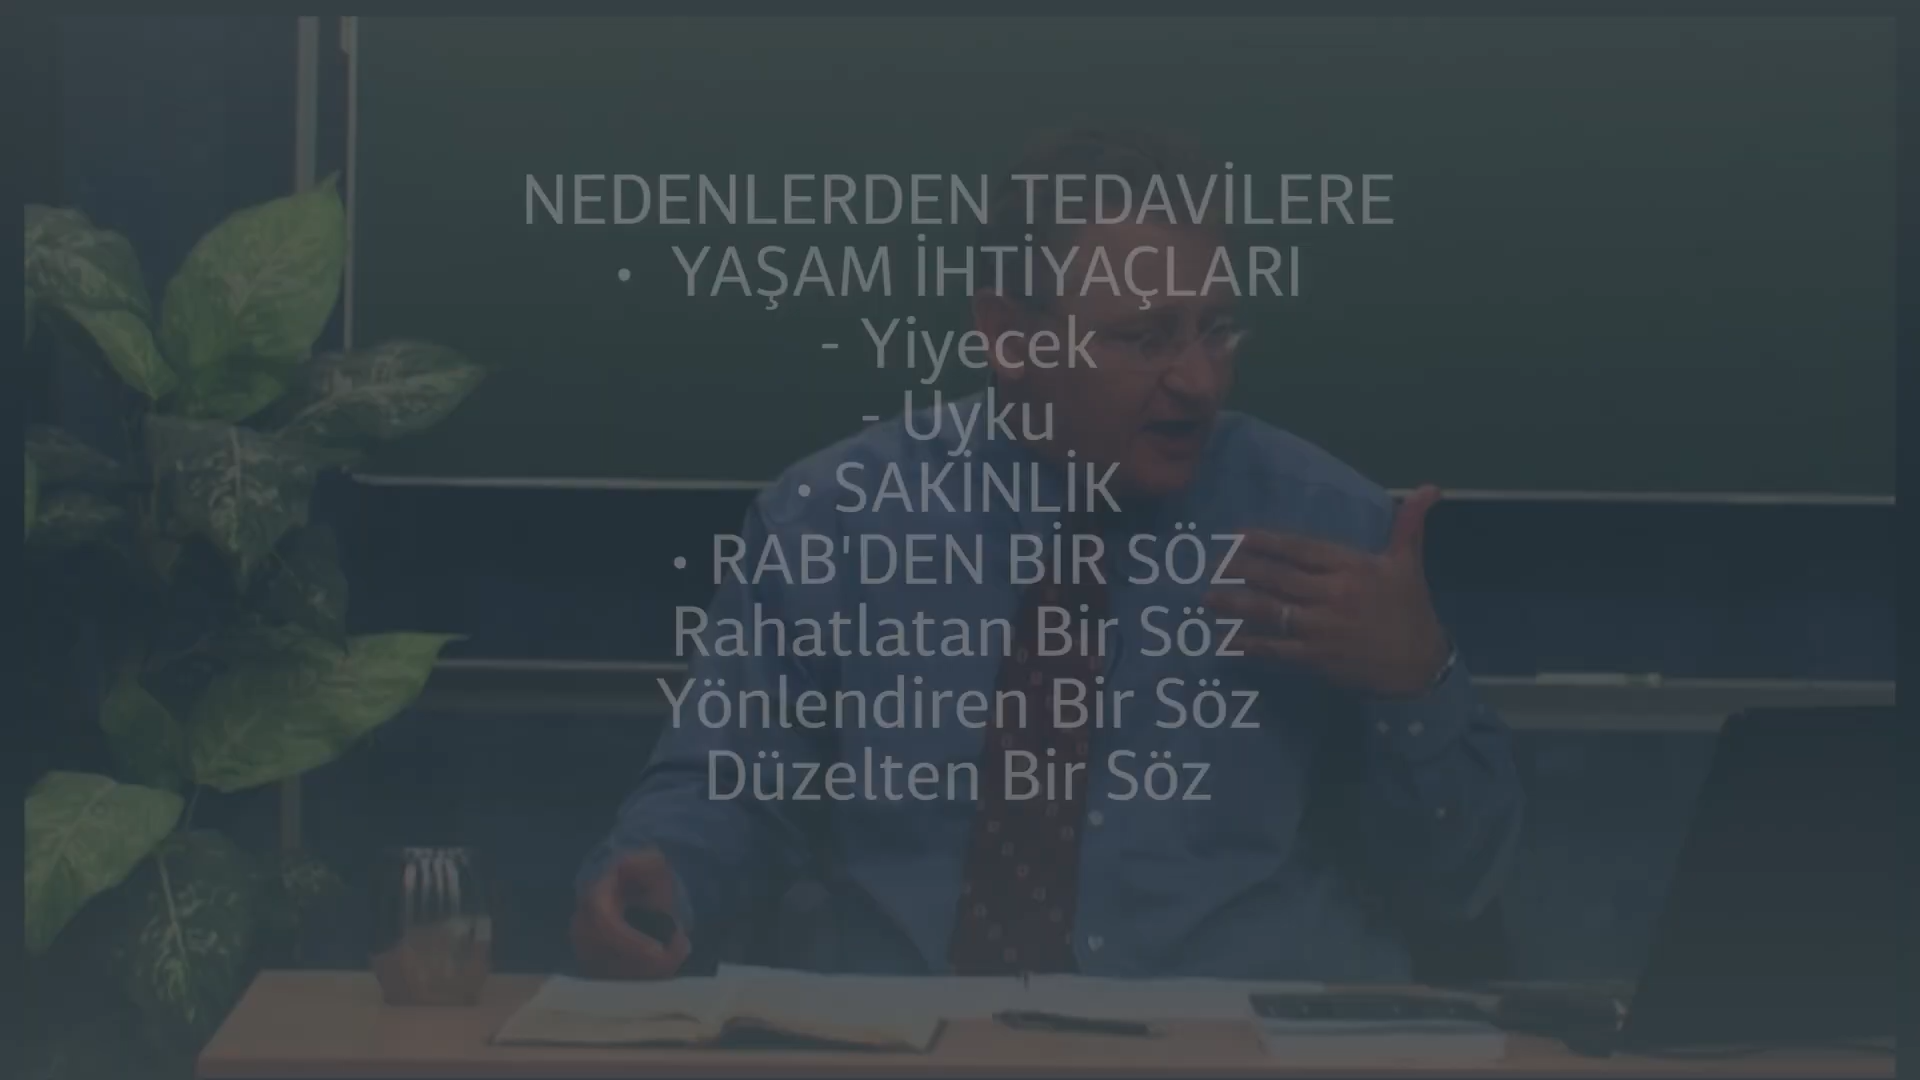 NEDENLERDEN TEDAVİLERE
• YAŞAM İHTİYAÇLARI
- Yiyecek
- Uyku
• SAKİNLİK
• RAB'DEN BİR SÖZ
Rahatlatan Bir Söz
Yönlendiren Bir Söz
Düzelten Bir Söz